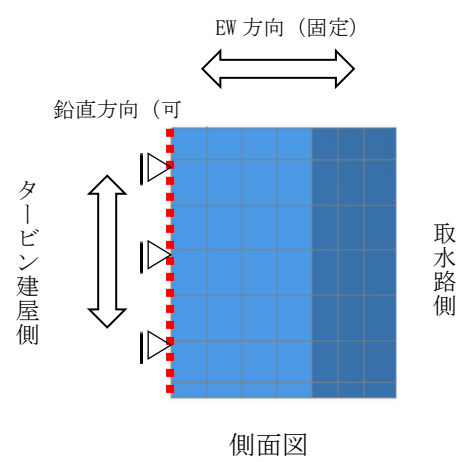 EW 方向（固定）
鉛直方向（可
タービン建屋側
取水路側
側面図